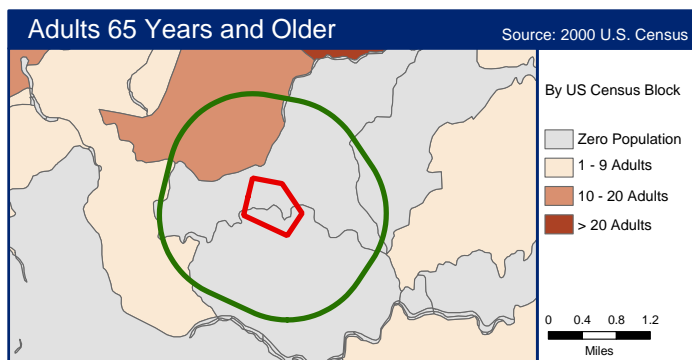 Adults 65 Years and Older
Source: 2000 U.S. Census
By US Census Block
Zero Population
1 - 9 Adults
10 - 20 Adults
> 20 Adults
0 0.4 0.8 1.2
Miles